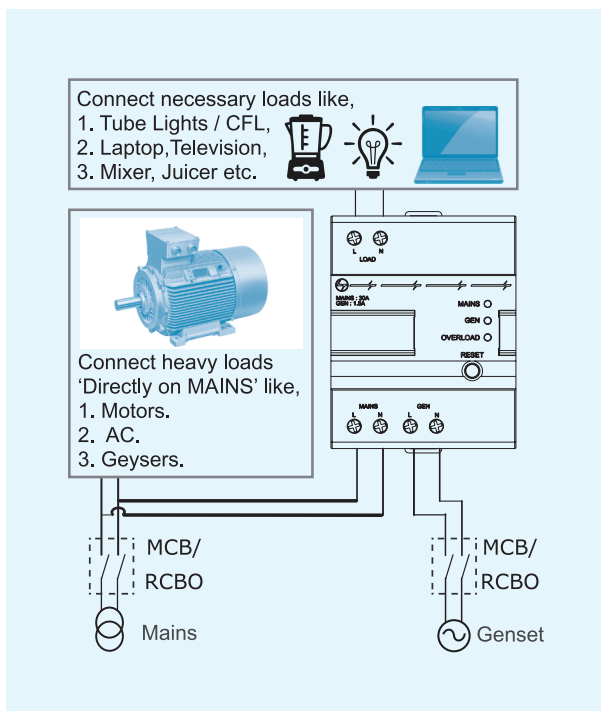 Connect necessary loads like,
1. Tube Lights / CFL,
2. Laptop,Television,
3. Mixer, Juicer etc.
L N
LOAD
MAINS : 30A
GEN : 1.5A
MAINS
GEN
OVERLOAD
RESET
MAINS GEN
L N L N
Connect heavy loads
‘Directly on MAINS’ like,
1. Motors.
2. AC.
3. Geysers.
MCB/
RCBO
Mains
MCB/
RCBO
Genset